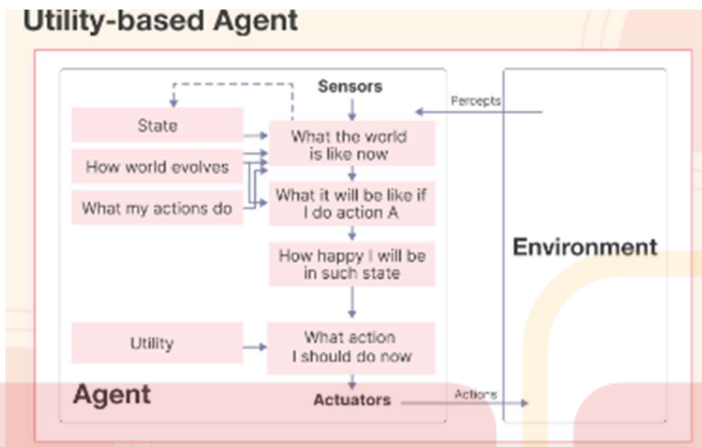 Utility-based Agent
Sensors
Percepts
State
What the world
is like now
How world evolves
What it will be like if
I do action A
What my actions do
How happy I will be
in such state
Environment
Utility
What action
I should do now
Agent
Actuators
Actions